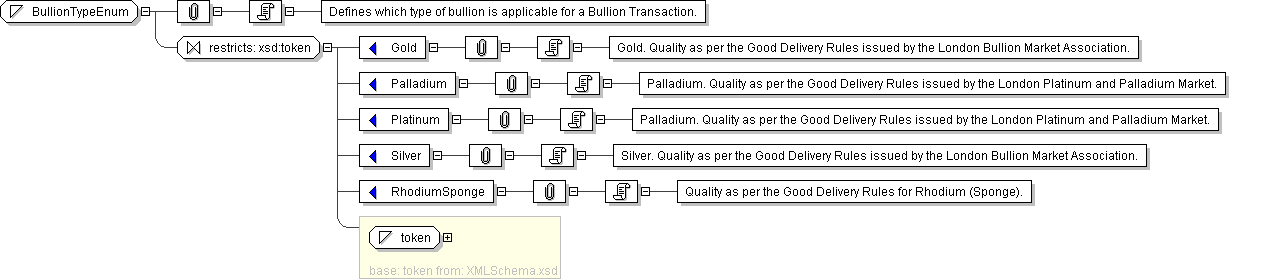 BullionTypeEnum Defines which type of bullion is applicable for a Bullion Transaction.
restricts: xsd:token Gold Gold. Quality as per the Good Delivery Rules issued by the London Bullion Market Association.
Palladium Palladium. Quality as per the Good Delivery Rules issued by the London Platinum and Palladium Market.
Platinum Palladium. Quality as per the Good Delivery Rules issued by the London Platinum and Palladium Market.
Silver Silver. Quality as per the Good Delivery Rules issued by the London Bullion Market Association.
RhodiumSponge Quality as per the Good Delivery Rules for Rhodium (Sponge).
token
base: token from: XMLSchema.xsd